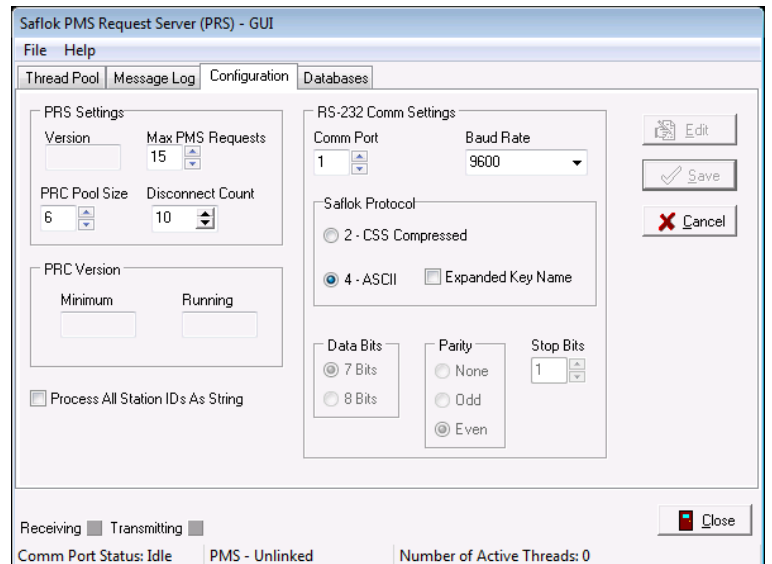 Saflok PMS Request Server (PRS) - GUI
File Help
Thread Pool Message Log Configuration Databases
PRS Settings
Version Max PMS Requests
15
PRC Pool Size Disconnect Count
6 10
PRC Version
Minimum Running
Process All Station IDs As String
RS-232 Comm Settings
Comm Port Baud Rate
1 9600
Saflok Protocol
2 - CSS Compressed
4 - ASCII Expanded Key Name
Data Bits
7 Bits
8 Bits
Parity
None
Odd
Even
Stop Bits
1
Edit
Save
Cancel
Close
Receiving Transmitting
Comm Port Status: Idle PMS - Unlinked Number of Active Threads: 0